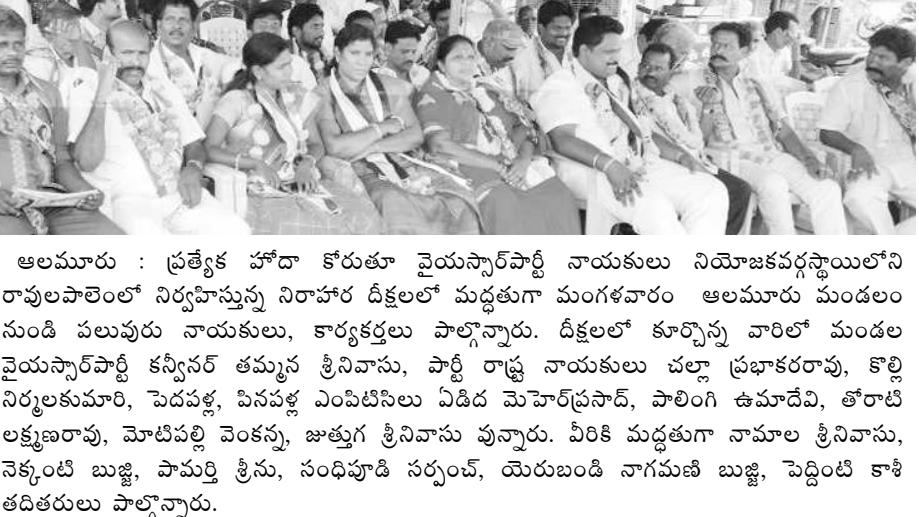 ఆలమూరు : ప్రత్యేక హోదా కోరుతూ వైయస్సార్‌పార్టీ నాయకులు నియోజకవర్గస్థాయిలోని
రావులపాలెంలో నిర్వహిస్తున్న నిరాహార దీక్షలలో మద్ధతుగా మంగళవారం ఆలమూరు మండలం
నుండి పలువురు నాయకులు, కార్యకర్తలు పాల్గొన్నారు. దీక్షలలో కూర్చొన్న వారిలో మండల
వైయస్సార్‌పార్టీ కన్వీనర్ తమ్మన శ్రీనివాసు, పార్టీ రాష్ట్ర నాయకులు చల్లా ప్రభాకరరావు, కొల్లి
నిర్మలకుమారి, పెదపళ్ల, పినపళ్ల ఎంపిటిసిలు ఏడిద మెహెర్‌ప్రసాద్, పాలింగి ఉమాదేవి, తోరాటి
లక్ష్మణరావు, మోటిపల్లి వెంకన్న, జుత్తుగ శ్రీనివాసు వున్నారు. వీరికి మద్ధతుగా నామాల శ్రీనివాసు,
నెక్కంటి బుజ్జి, పామర్తి శ్రీను, సంధిపూడి సర్పంచ్, యెరుబండి నాగమణి బుజ్జి, పెద్దింటి కాశీ
తదితరులు పాల్గొన్నారు.